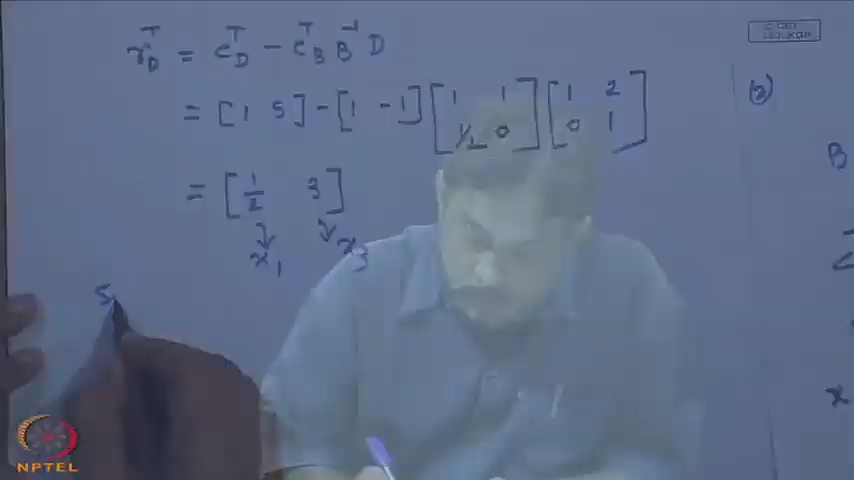 r_D^T = c_D^T - c_B^T B^{-1} D
= [1 5] - [1 -1] [1 1; 1/2 0] [1 2; 0 1]
= [1/2 3]
x_1 x_3
S
(2)
B
x
NPTEL